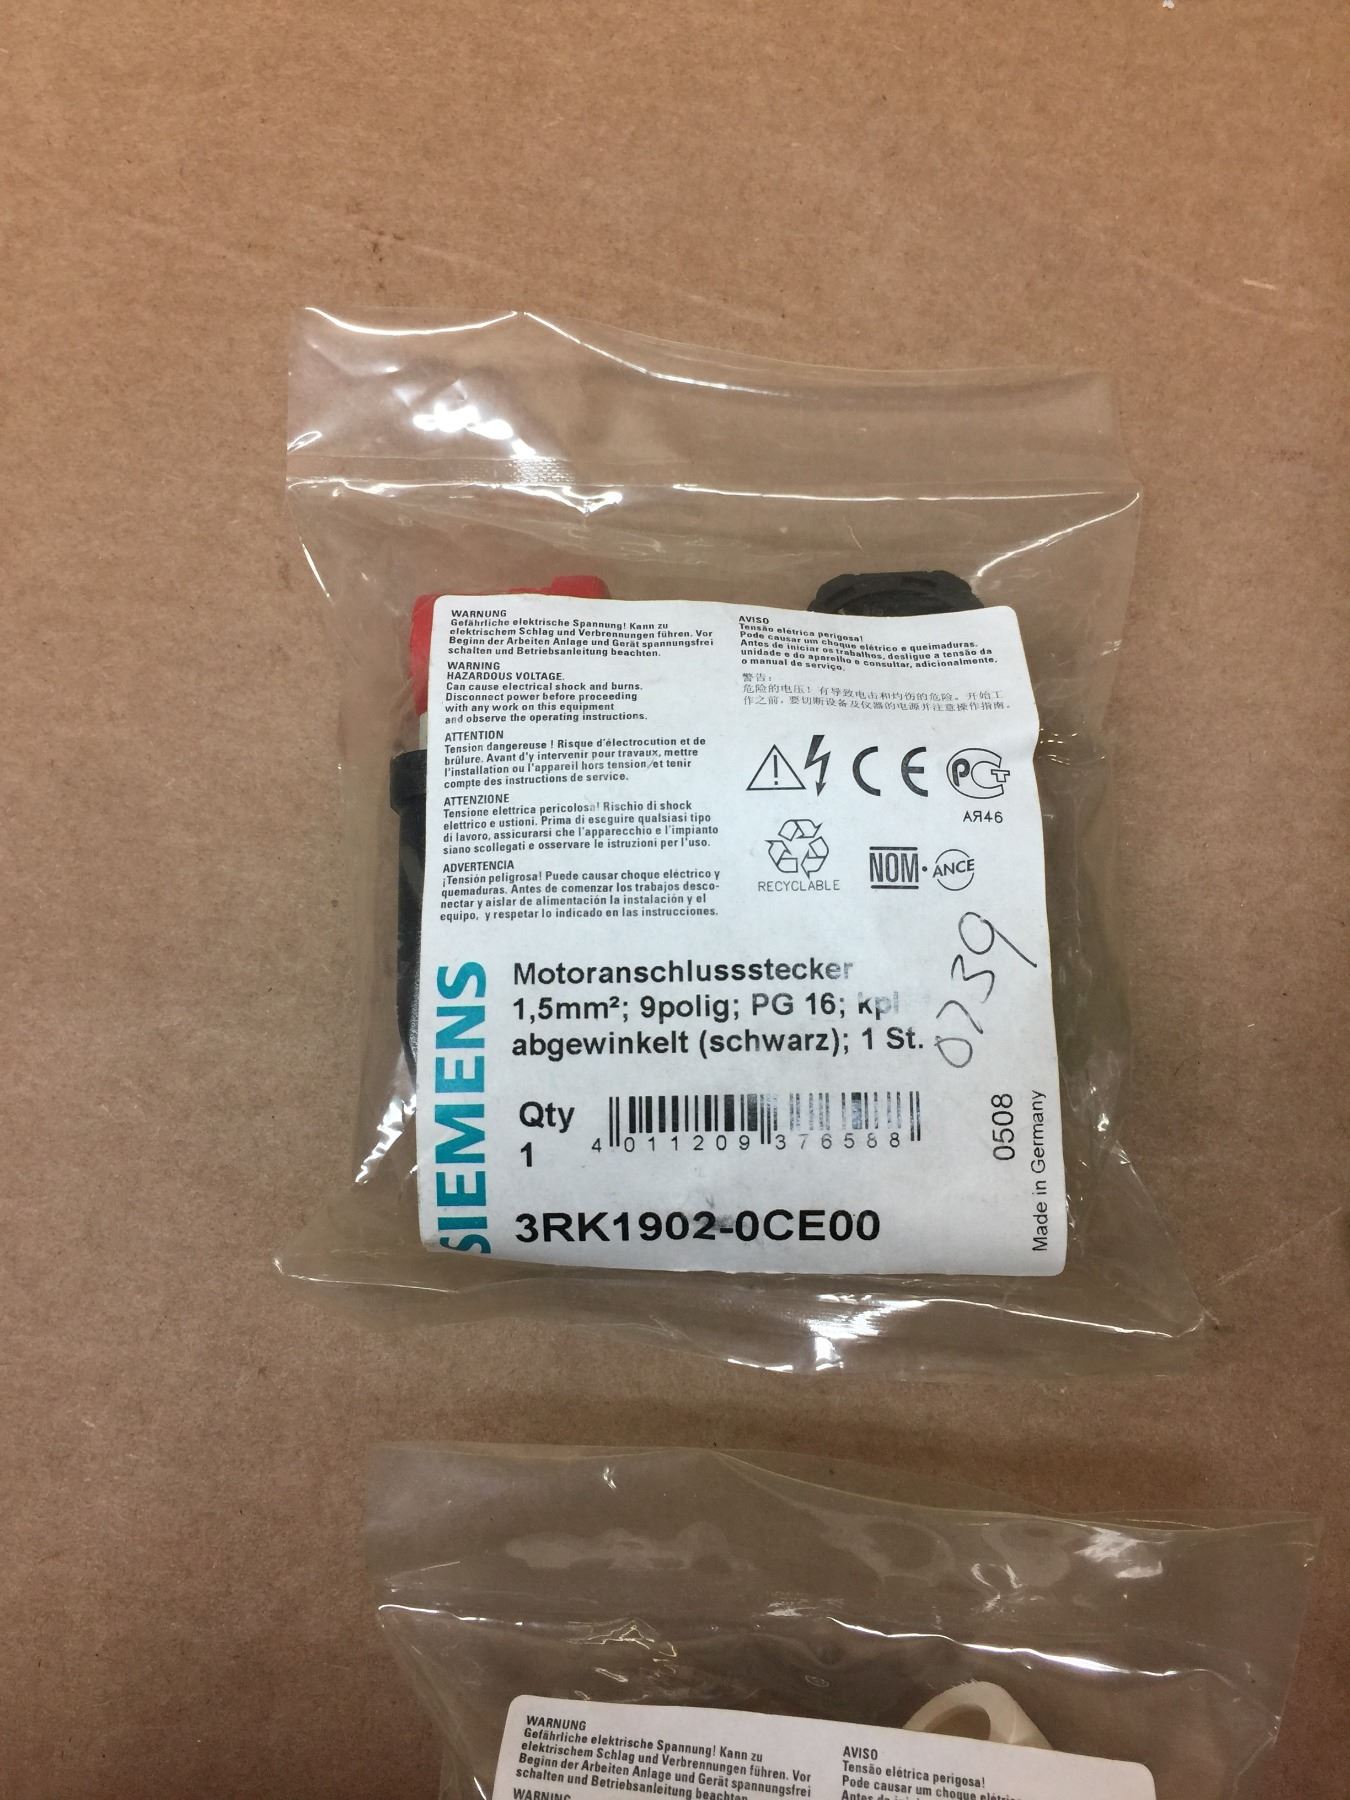 WARNUNG
Gefährliche elektrische Spannung! Kann zu
elektrischem Schlag und Verbrennungen führen. Vor
Beginn der Arbeiten Anlage und Gerät spannungsfrei
schalten und Betriebsanleitung beachten.
WARNING
HAZARDOUS VOLTAGE.
Can cause electrical shock and burns.
Disconnect power before proceeding
with any work on this equipment
and observe the operating instructions.
ATTENTION
Tension dangereuse ! Risque d'électrocution et de
brûlure. Avant d'y intervenir pour travaux, mettre
l'installation ou l'appareil hors tension et tenir
compte des instructions de service.
ATTENZIONE
Tensione elettrica pericolosa! Rischio di shock
elettrico e ustioni. Prima di eseguire qualsiasi tipo
di lavoro, assicurarsi che l'apparecchio e l'impianto
siano scollegati e osservare le istruzioni per l'uso.
ADVERTENCIA
¡Tensión peligrosa! Puede causar choque eléctrico y
quemaduras. Antes de comenzar los trabajos desco-
nectar y aislar de alimentación la instalación y el
equipo, y respetar lo indicado en las instrucciones.
AVISO
Tensão elétrica perigosa!
Pode causar um choque elétrico e queimaduras.
Antes de iniciar os trabalhos, desligue a tensão da
unidade e do aparelho e consultar, adicionalmente,
o manual de serviço.
警告：
危险的电压！有导致电击和灼伤的危险。开始工
作之前，要切断设备及仪器的电源并注意操作指南。
CE PCT
АЯ46
RECYCLABLE
NOM·ANCE
0739
SIEMENS
Motoranschlussstecker
1,5mm²; 9polig; PG 16; kpl
abgewinkelt (schwarz); 1 St.
Qty
1
4 011209 376588
0508
Made in Germany
3RK1902-0CE00
WARNUNG
Gefährliche elektrische Spannung! Kann zu
elektrischem Schlag und Verbrennungen führen. Vor
Beginn der Arbeiten Anlage und Gerät spannungsfrei
schalten und Betriebsanleitung beachten.
WARNING
AVISO
Tensão elétrica perigosa!
Pode causar um choque